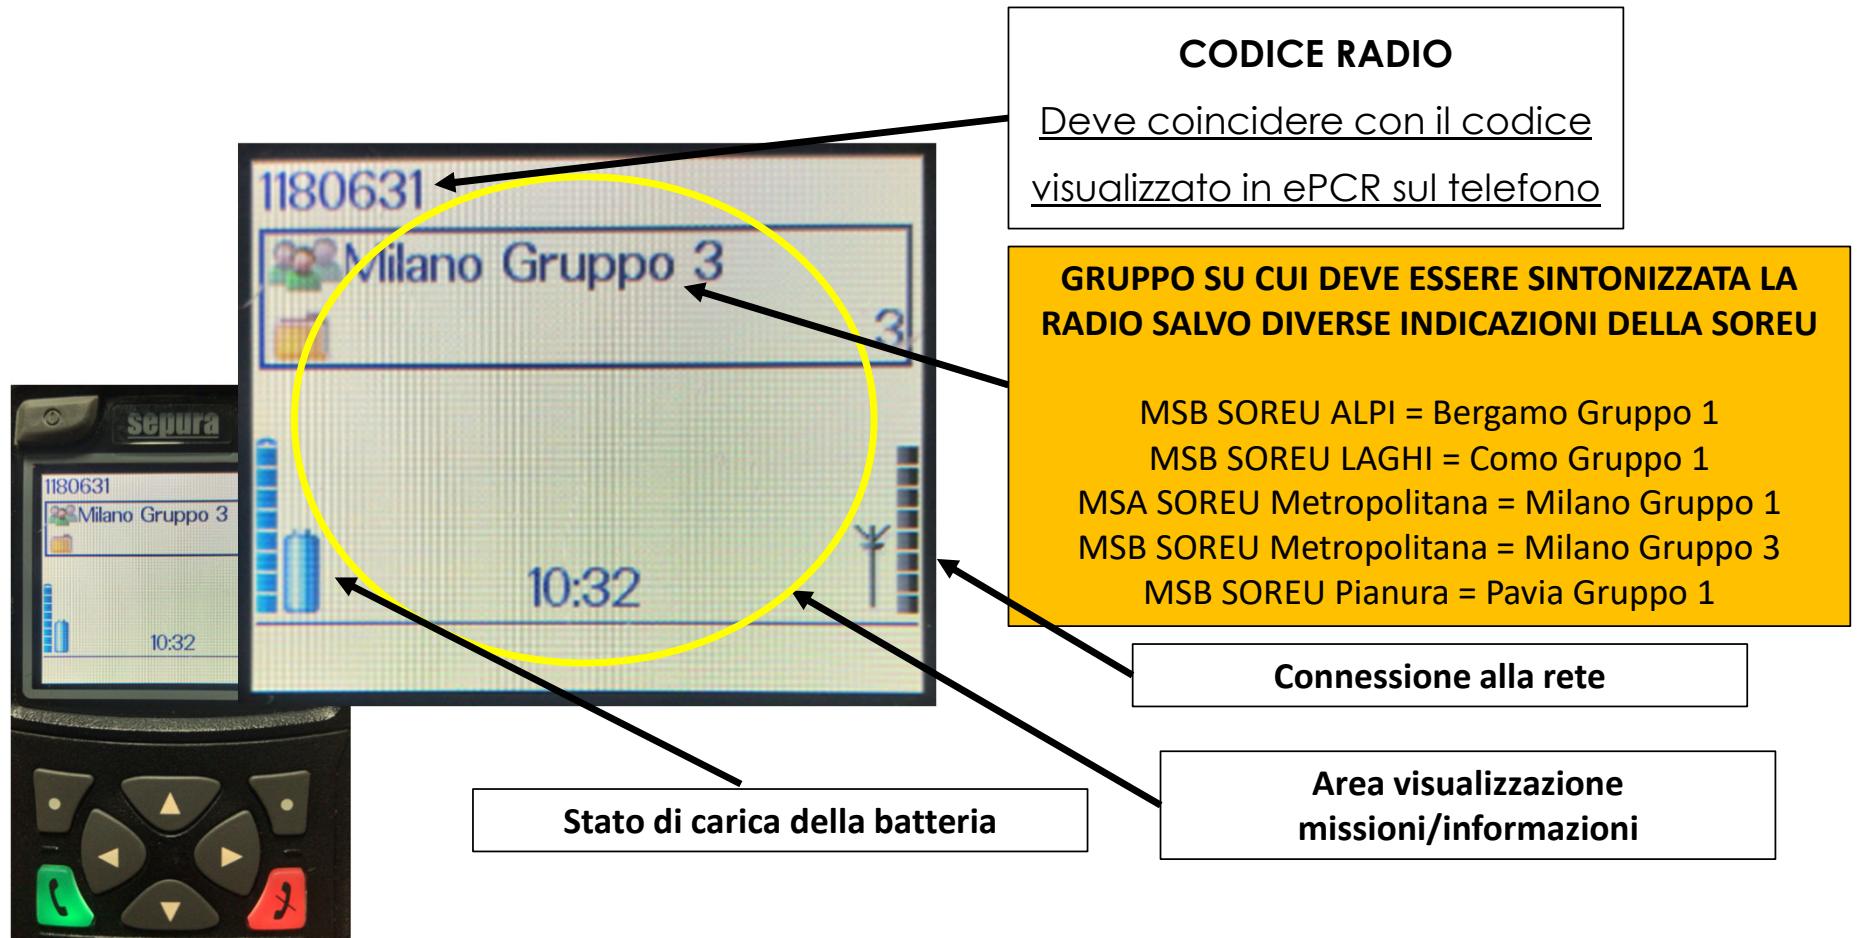 CODICE RADIO
Deve coincidere con il codice
visualizzato in ePCR sul telefono
1180631
Milano Gruppo 3
3
10:32
GRUPPO SU CUI DEVE ESSERE SINTONIZZATA LA
RADIO SALVO DIVERSE INDICAZIONI DELLA SOREU
MSB SOREU ALPI = Bergamo Gruppo 1
MSB SOREU LAGHI = Como Gruppo 1
MSA SOREU Metropolitana = Milano Gruppo 1
MSB SOREU Metropolitana = Milano Gruppo 3
MSB SOREU Pianura = Pavia Gruppo 1
sepura
1180631
Milano Gruppo 3
10:32
Connessione alla rete
Area visualizzazione
missioni/informazioni
Stato di carica della batteria